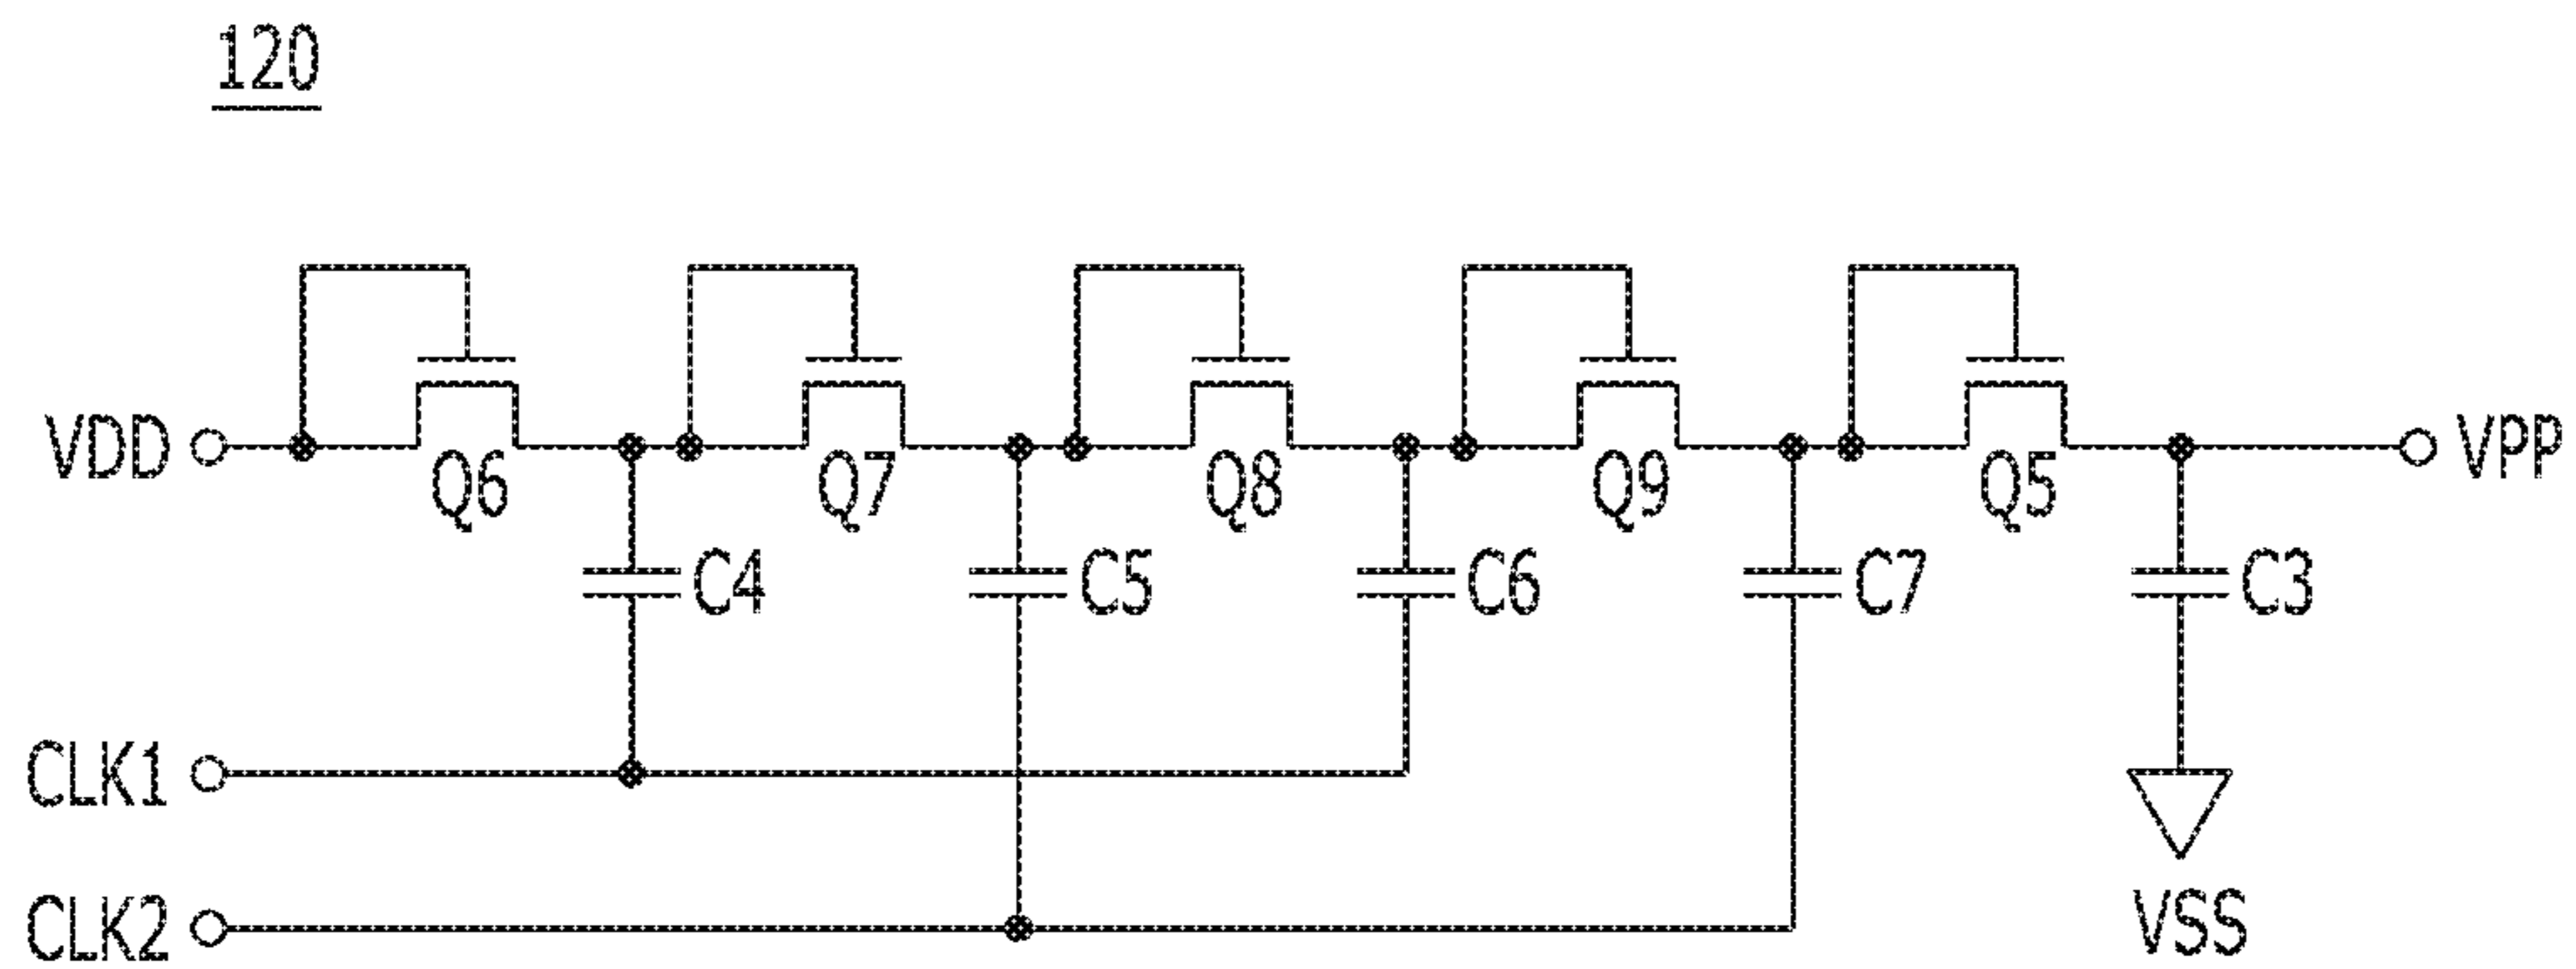 120
VDD Q6 Q7 Q8 Q9 Q5 VPP
C4 C5 C6 C7 C3
CLK1
CLK2 VSS